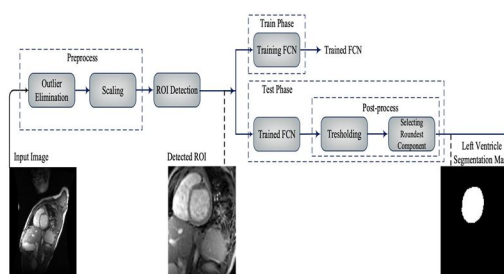 Train Phase
Training FCN
Trained FCN
Preprocess
Outlier
Elimination
Scaling
ROI Detection
Test Phase
Post-process
Trained FCN
Tresholding
Selecting
Roundest
Component
Input Image
Detected ROI
Left Ventricle
Segmentation Ma